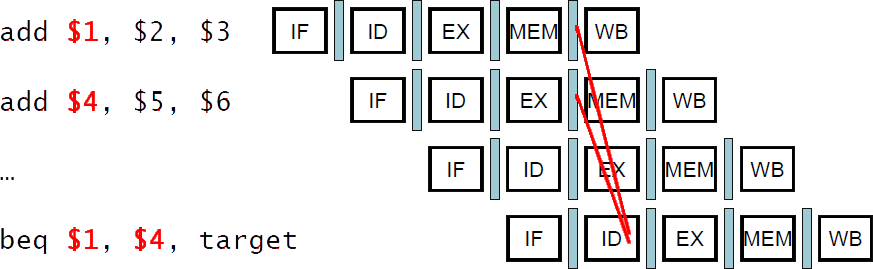 add $1, $2, $3 IF ID EX MEM WB
add $4, $5, $6 IF ID EX MEM WB
… IF ID EX MEM WB
beq $1, $4, target IF ID EX MEM WB